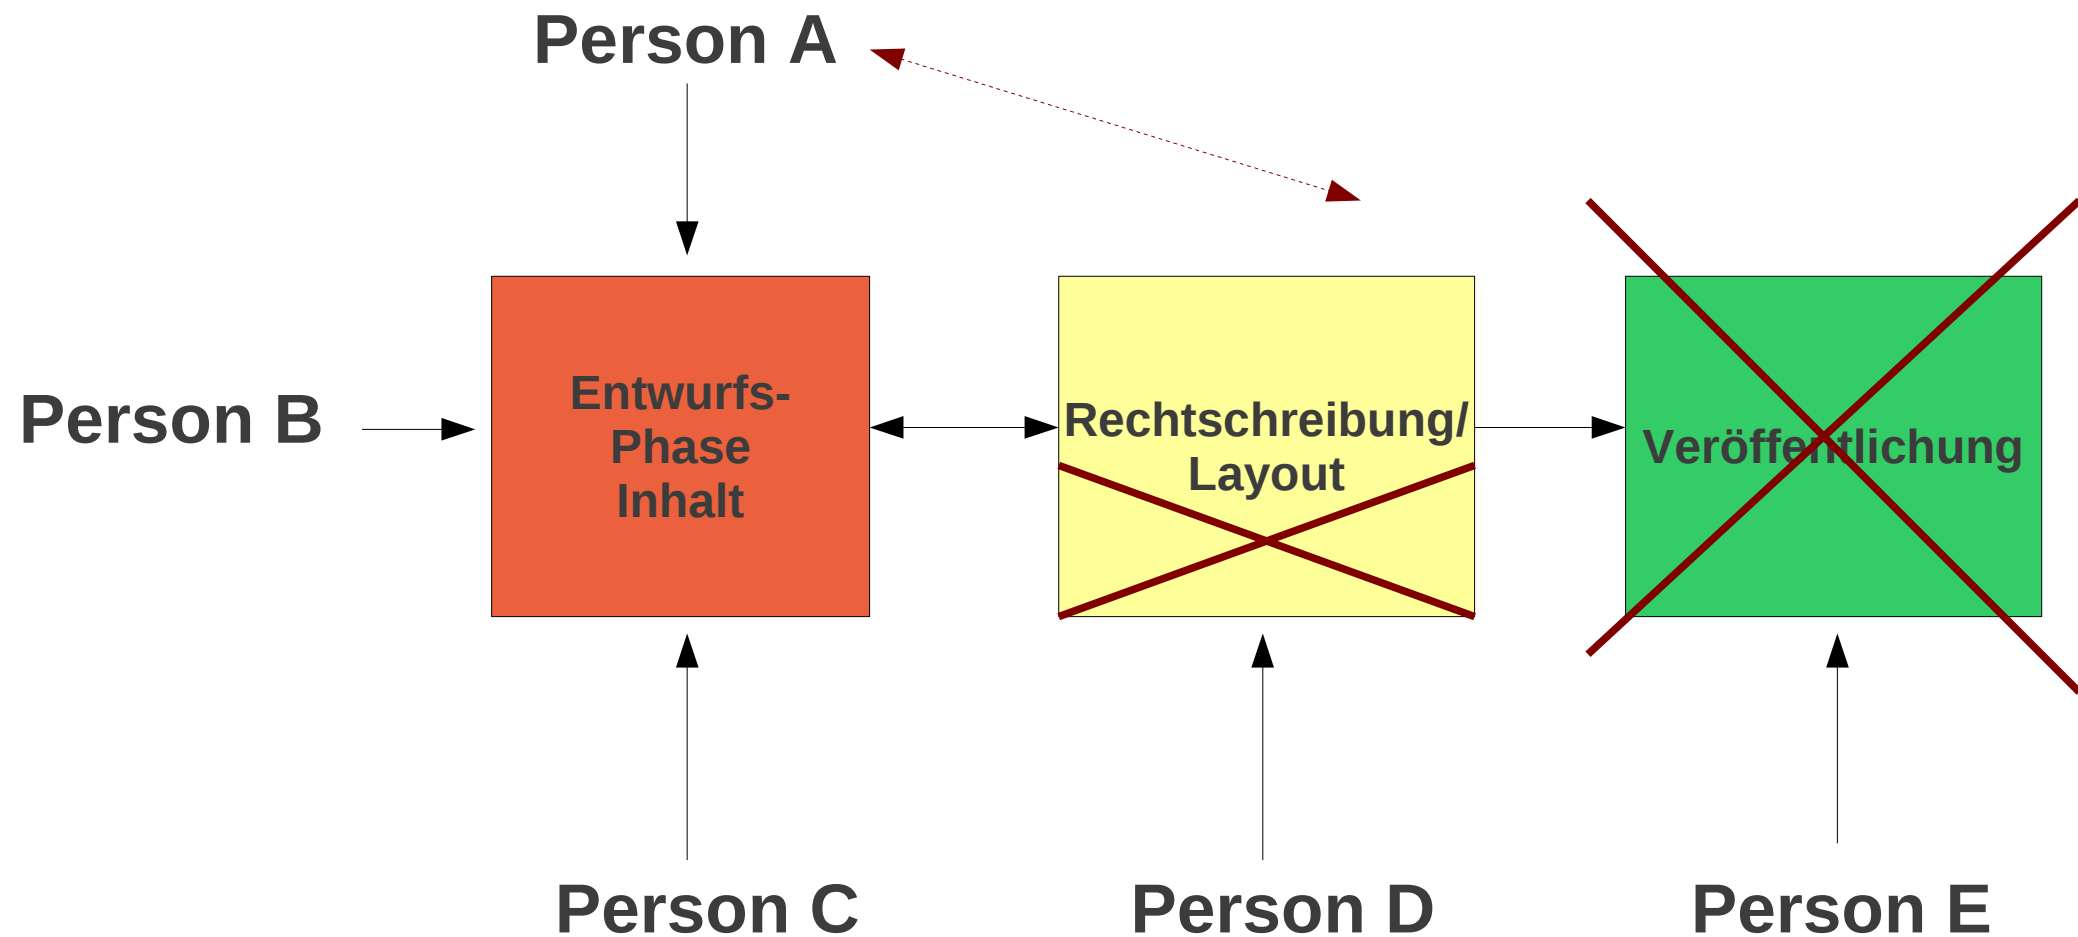 Person A
Person B
Entwurfs-
Phase
Inhalt
Rechtschreibung/
Layout
Veröffentlichung
Person C
Person D
Person E